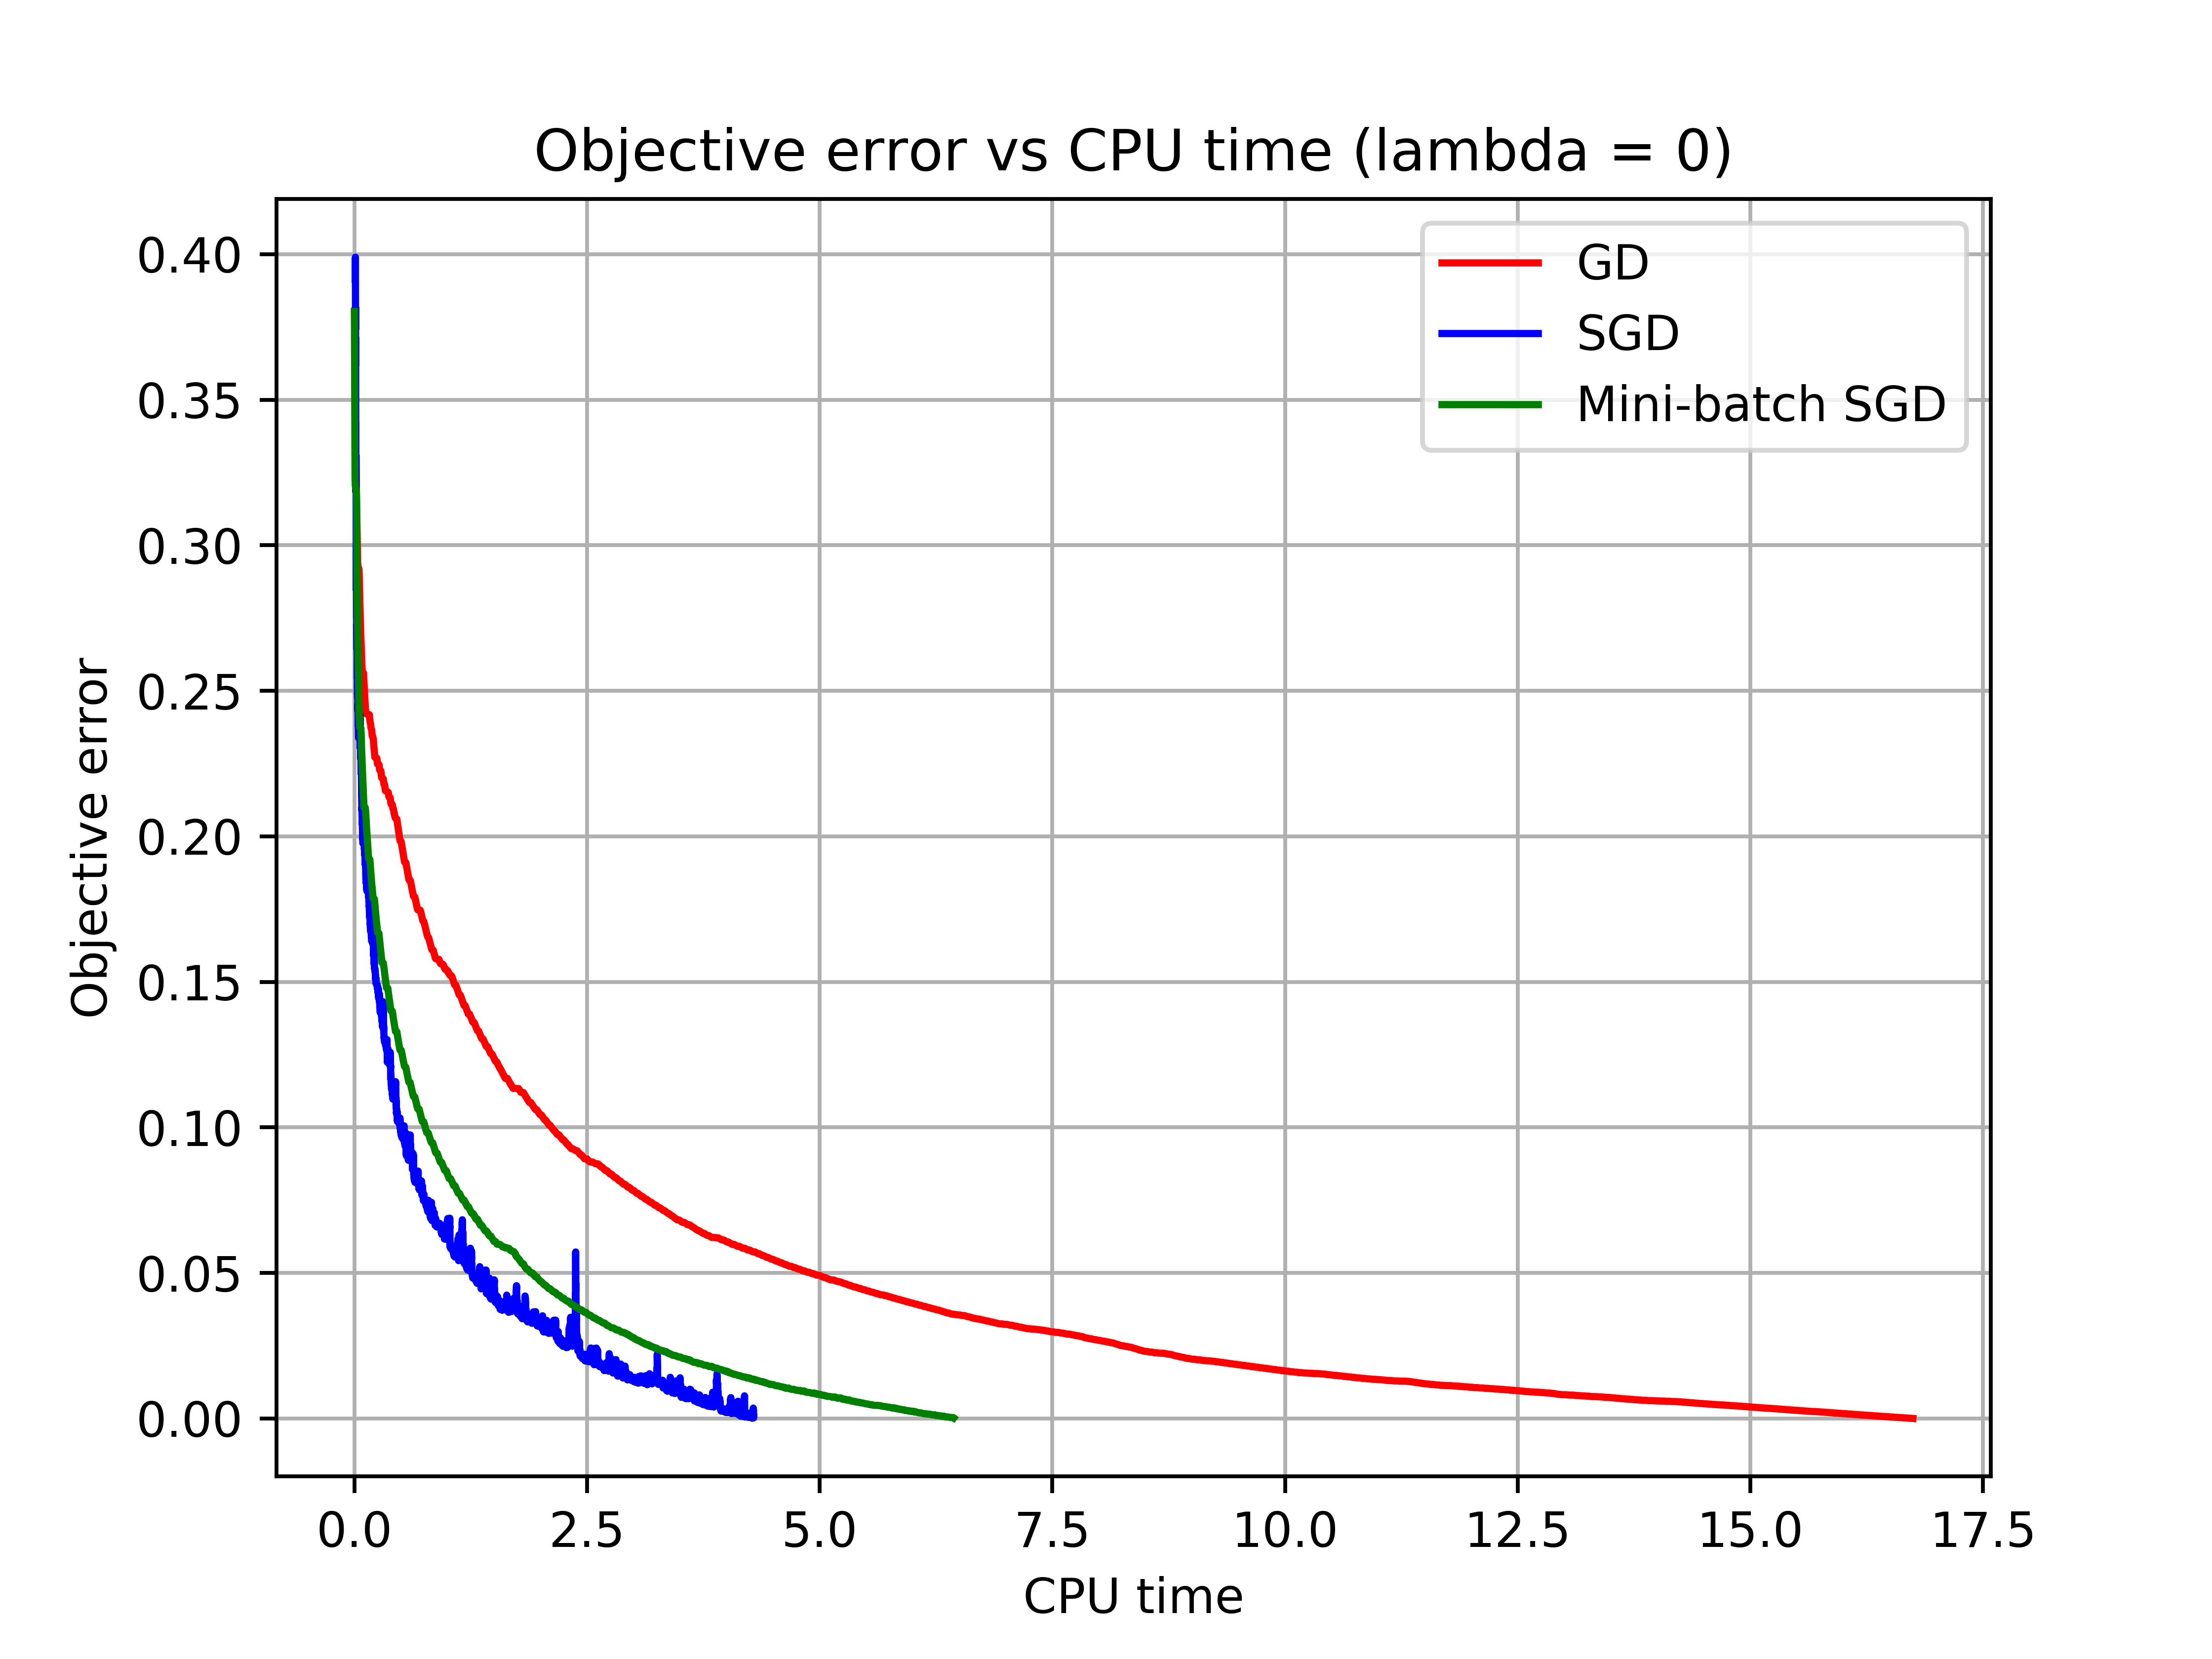 Objective error vs CPU time (lambda = 0)
GD
SGD
Mini-batch SGD
0.40
0.35
0.30
0.25
0.20
0.15
0.10
0.05
0.00
Objective error
0.0 2.5 5.0 7.5 10.0 12.5 15.0 17.5
CPU time